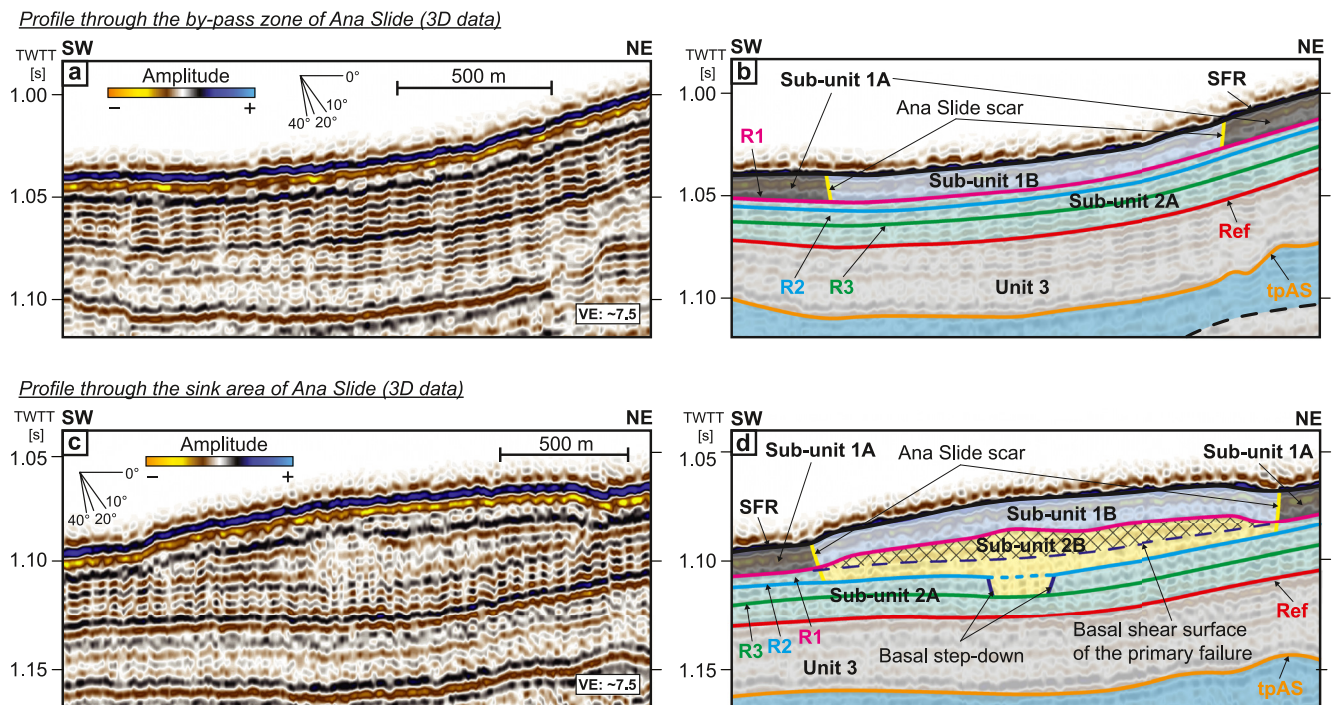 Profile through the by-pass zone of Ana Slide (3D data)
TWTT
[s]
SW
NE
a
Amplitude
−
+
0°
10°
20°
40°
500 m
1.00
1.05
1.10
VE: ~7.5
TWTT
[s]
SW
NE
b
Sub-unit 1A
SFR
Ana Slide scar
R1
Sub-unit 1B
Sub-unit 2A
Ref
R2
R3
Unit 3
tpAS
1.00
1.05
1.10
Profile through the sink area of Ana Slide (3D data)
TWTT
[s]
SW
NE
c
Amplitude
−
+
0°
10°
20°
40°
500 m
1.05
1.10
1.15
VE: ~7.5
TWTT
[s]
SW
NE
d
Sub-unit 1A
Ana Slide scar
Sub-unit 1A
SFR
Sub-unit 1B
Sub-unit 2B
Sub-unit 2A
Ref
R3
R2
R1
Unit 3
Basal step-down
Basal shear surface
of the primary failure
tpAS
1.05
1.10
1.15